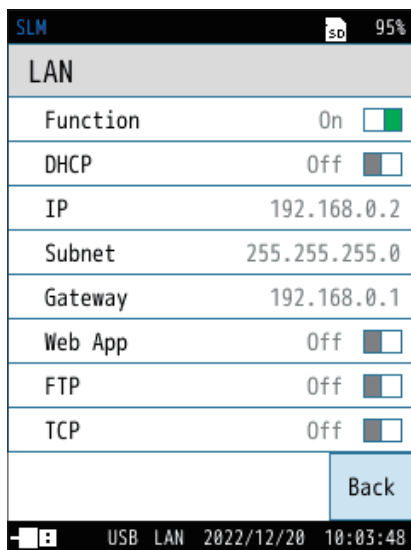 SLM SD 95%
LAN
Function On
DHCP Off
IP 192.168.0.2
Subnet 255.255.255.0
Gateway 192.168.0.1
Web App Off
FTP Off
TCP Off
Back
USB LAN 2022/12/20 10:03:48